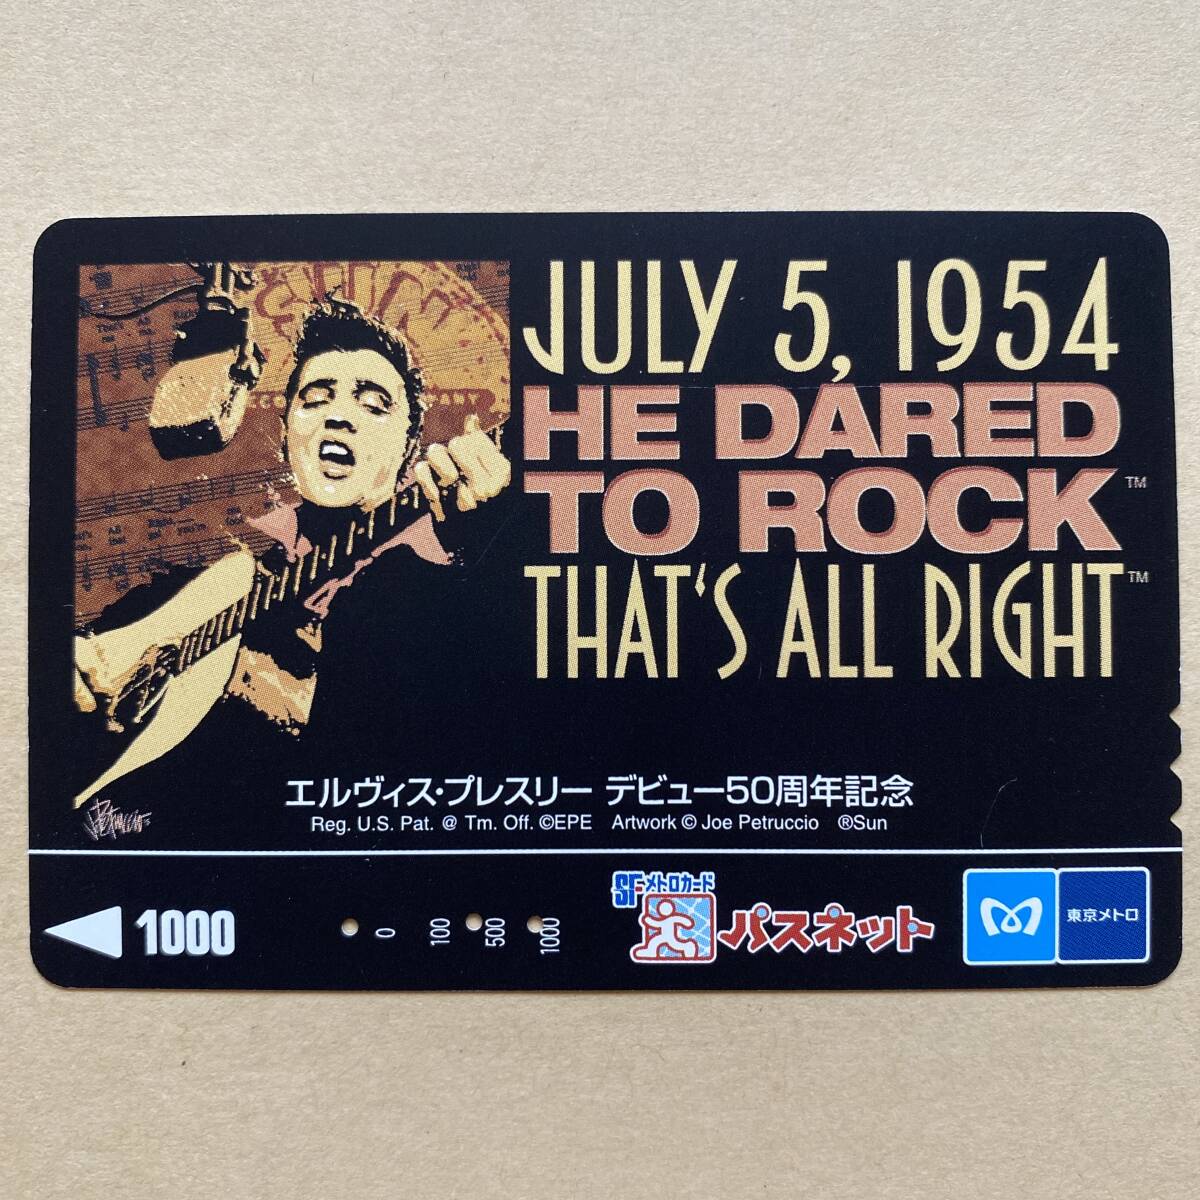 JULY 5, 1954
HE DARED
TO ROCK™
THAT'S ALL RIGHT™
SUN
エルヴィス・プレスリー デビュー50周年記念
Reg. U.S. Pat. @ Tm. Off. ©EPE Artwork © Joe Petruccio ®Sun
1000
0
100
500
1000
SFメトロカード
パスネット
東京メトロ